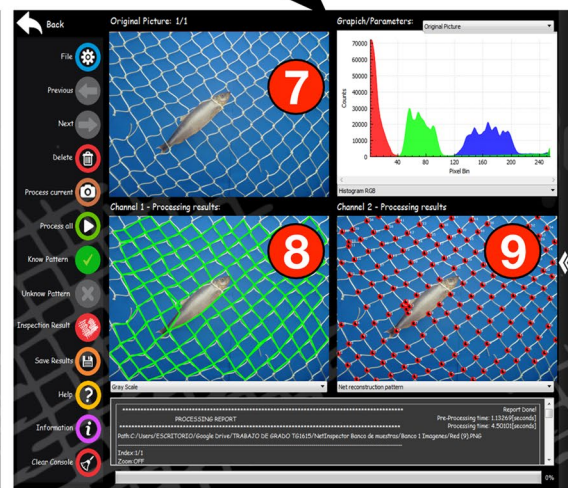 Back
Original Picture: 1/1
Grapich/Parameters:
Original Picture
File
Previous
Next
Delete
Process current
Process all
Know Pattern
Unknow Pattern
Inspection Result
Save Results
Help
Information
Clear Console
7
70000
60000
50000
40000
30000
20000
10000
0
Counts
40
80
120
160
200
240
Pixel Bin
Histogram RGB
Channel 1 - Processing results:
Channel 2 - Processing results
8
9
Gray Scale
Net reconstruction pattern
Report Done!
PROCESSING REPORT
Pre-Processing time: 1.13269[seconds]
Processing time: 4.50101[seconds]
Path:C:/Users/ESCRITORIO/Google Drive/TRABAJO DE GRADO TG1615/NetInspector Banco de muestras/Banco 1 Imagenes/Red (9).PNG
Index:1/1
Zoom:OFF
0%